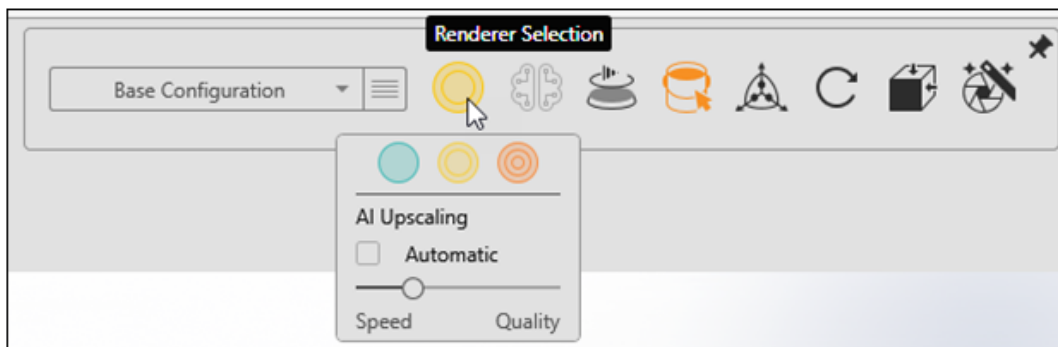 Renderer Selection
Base Configuration
AI Upscaling
Automatic
Speed Quality